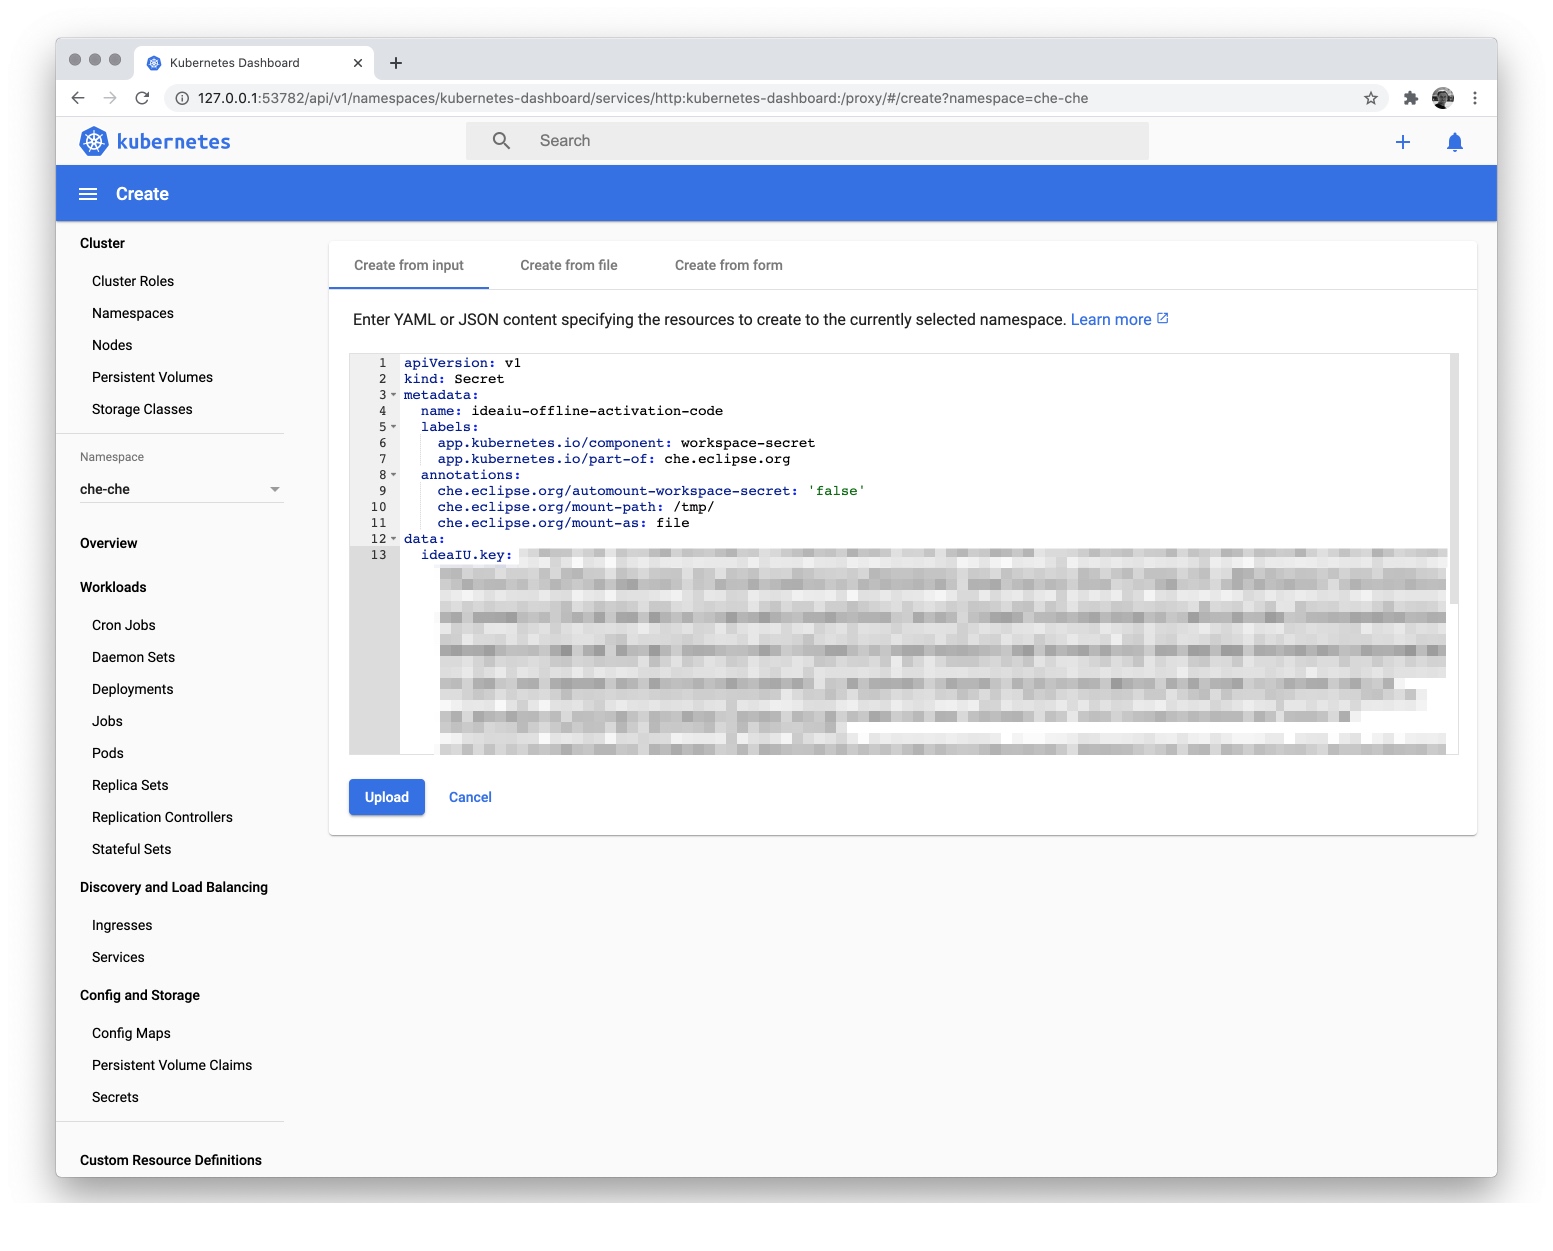 Kubernetes Dashboard
127.0.0.1:53782/api/v1/namespaces/kubernetes-dashboard/services/http:kubernetes-dashboard:/proxy/#/create?namespace=che-che
kubernetes
Search
Create
Cluster
Cluster Roles
Namespaces
Nodes
Persistent Volumes
Storage Classes
Namespace
che-che
Overview
Workloads
Cron Jobs
Daemon Sets
Deployments
Jobs
Pods
Replica Sets
Replication Controllers
Stateful Sets
Discovery and Load Balancing
Ingresses
Services
Config and Storage
Config Maps
Persistent Volume Claims
Secrets
Custom Resource Definitions
Create from input
Create from file
Create from form
Enter YAML or JSON content specifying the resources to create to the currently selected namespace. Learn more
1 apiVersion: v1
2 kind: Secret
3 metadata:
4 name: ideaiu-offline-activation-code
5 labels:
6 app.kubernetes.io/component: workspace-secret
7 app.kubernetes.io/part-of: che.eclipse.org
8 annotations:
9 che.eclipse.org/automount-workspace-secret: 'false'
10 che.eclipse.org/mount-path: /tmp/
11 che.eclipse.org/mount-as: file
12 data:
13 ideaIU.key:
Upload
Cancel